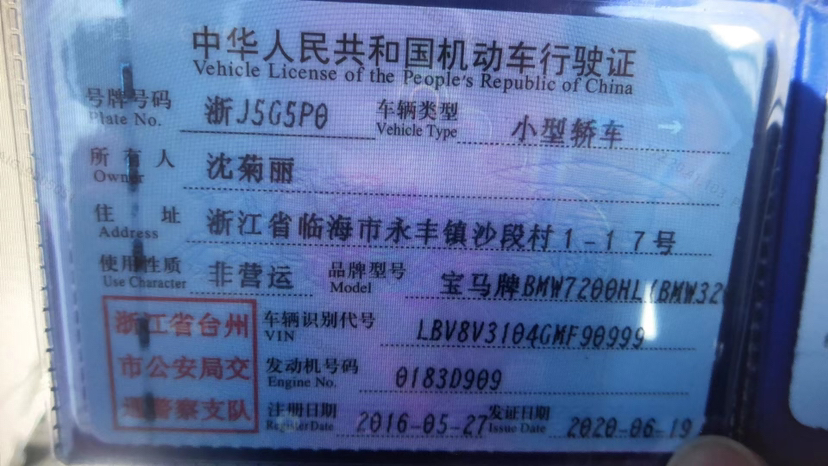 中华人民共和国机动车行驶证
Vehicle License of the People's Republic of China
号牌号码 浙J5G5P0 车辆类型 小型轿车
Plate No. Vehicle Type
所有人 沈菊丽
Owner
住址 浙江省临海市永丰镇沙段村1-17号
Address
使用性质 非营运 品牌型号 宝马牌BMW7200HL(BMW320
Use Character Model
浙江省台州
市公安局交
通警察支队
车辆识别代号 LBV8V3104GMF90999
VIN
发动机号码 0183D909
Engine No.
注册日期 2016-05-27 发证日期 2020-06-19
Register Date Issue Date